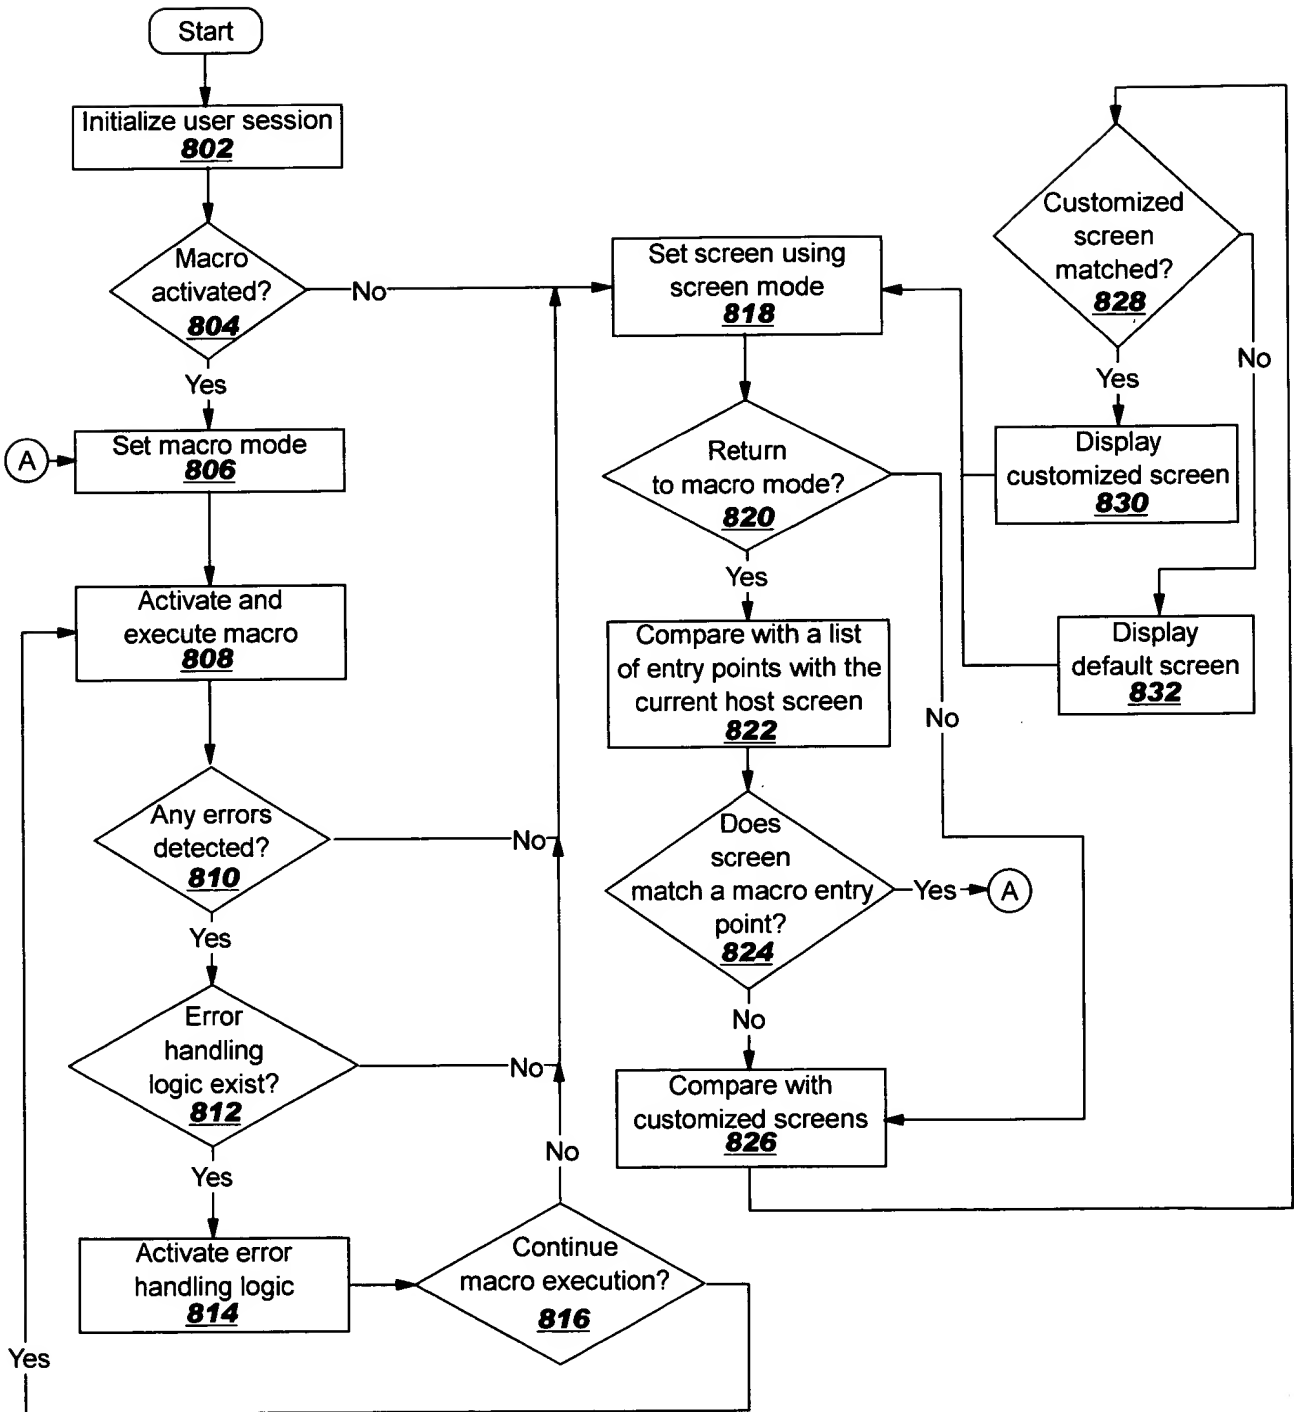 Start
Initialize user session
802
Macro
activated?
804
No
Yes
A
Set macro mode
806
Activate and
execute macro
808
Any errors
detected?
810
No
Yes
Error
handling
logic exist?
812
No
Yes
Activate error
handling logic
814
Continue
macro execution?
816
No
Yes
Set screen using
screen mode
818
Return
to macro mode?
820
Yes
No
Compare with a list
of entry points with the
current host screen
822
Does
screen
match a macro entry
point?
824
Yes
A
No
Compare with
customized screens
826
Customized
screen
matched?
828
No
Yes
Display
customized screen
830
Display
default screen
832